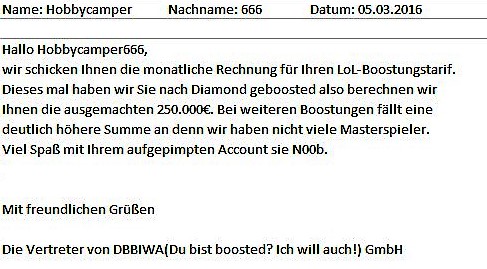 Name: Hobbycamper Nachname: 666 Datum: 05.03.2016
Hallo Hobbycamper666,
wir schicken Ihnen die monatliche Rechnung für Ihren LoL-Boostungstarif.
Dieses mal haben wir Sie nach Diamond geboosted also berechnen wir
Ihnen die ausgemachten 250.000€. Bei weiteren Boostungen fällt eine
deutlich höhere Summe an denn wir haben nicht viele Masterspieler.
Viel Spaß mit Ihrem aufgepimpten Account sie N00b.
Mit freundlichen Grüßen
Die Vertreter von DBBIWA(Du bist boosted? Ich will auch!) GmbH